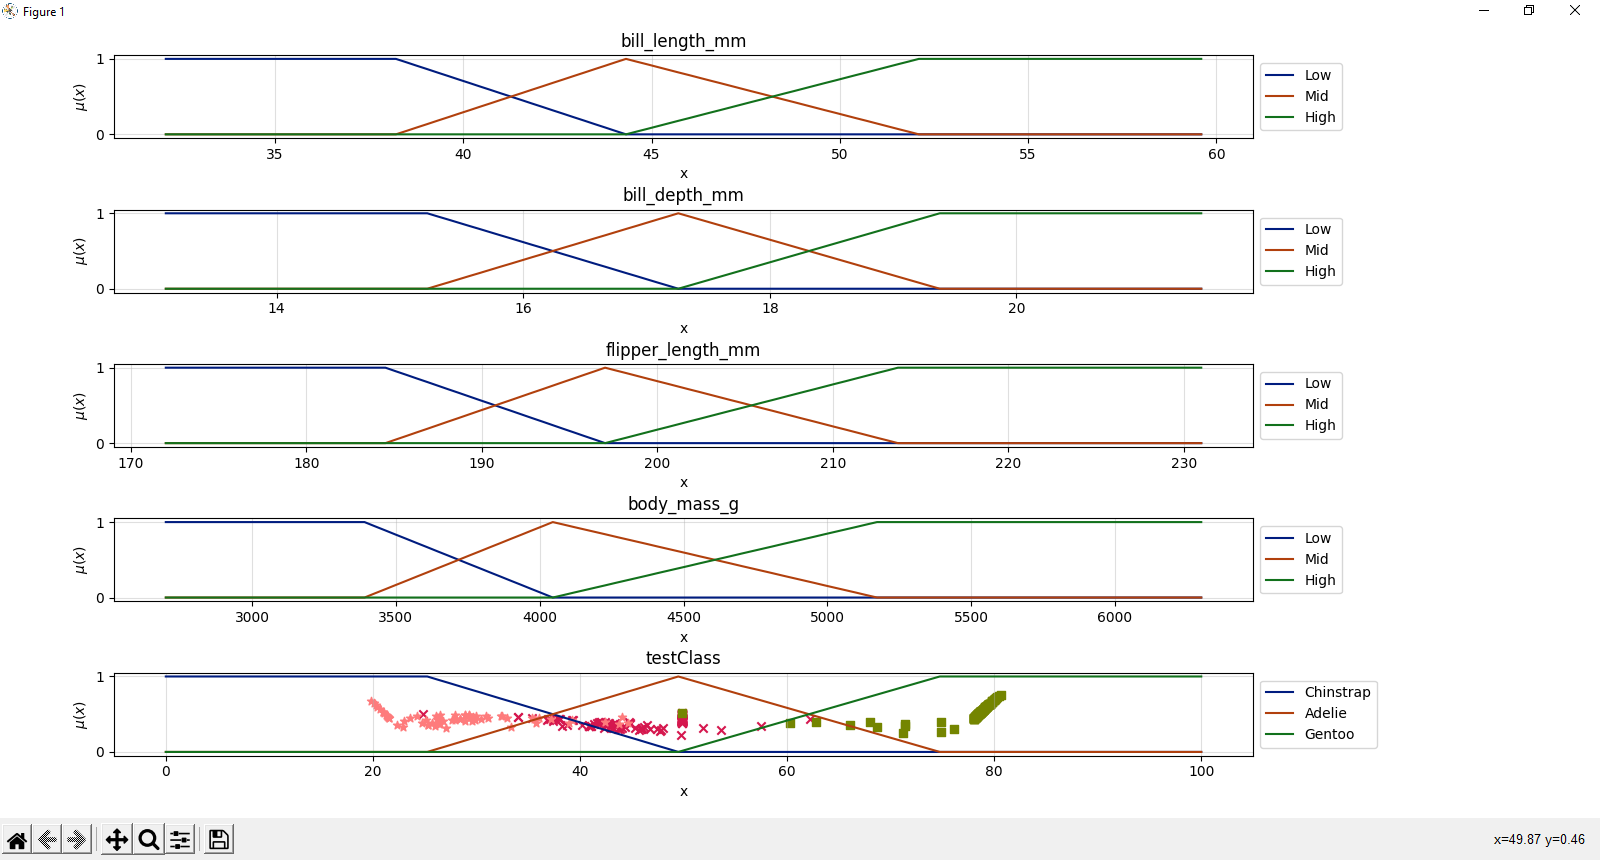 Figure 1
bill_length_mm
1
0
μ(x)
35 40 45 50 55 60
x
Low
Mid
High
bill_depth_mm
1
0
μ(x)
14 16 18 20
x
Low
Mid
High
flipper_length_mm
1
0
μ(x)
170 180 190 200 210 220 230
x
Low
Mid
High
body_mass_g
1
0
μ(x)
3000 3500 4000 4500 5000 5500 6000
x
Low
Mid
High
testClass
1
0
μ(x)
0 20 40 60 80 100
x
Chinstrap
Adelie
Gentoo
x=49.87 y=0.46